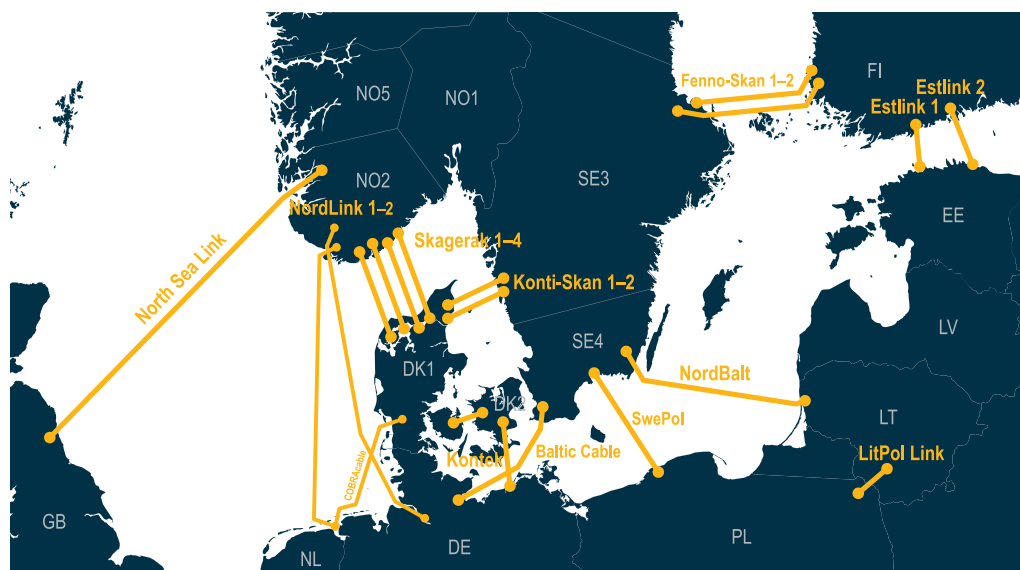 Fenno-Skan 1–2
FI
Estlink 2
Estlink 1
NO5
NO1
NO2
SE3
NordLink 1–2
EE
North Sea Link
Skagerak 1–4
Konti-Skan 1–2
LV
SE4
DK1
NordBalt
DK2
SwePol
LT
LitPol Link
Kontek
Baltic Cable
COBRAcable
GB
NL
DE
PL